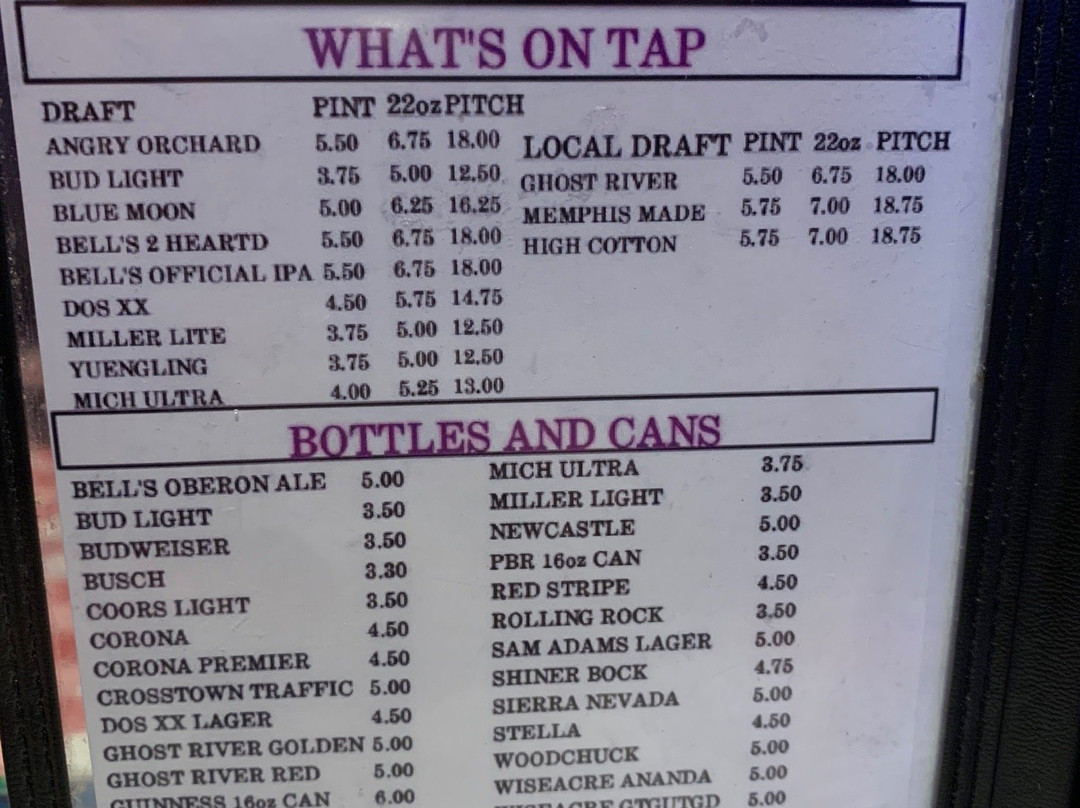 WHAT'S ON TAP
DRAFT PINT 22oz PITCH
ANGRY ORCHARD 5.50 6.75 18.00
BUD LIGHT 3.75 5.00 12.50
BLUE MOON 5.00 6.25 16.25
BELL'S 2 HEARTD 5.50 6.75 18.00
BELL'S OFFICIAL IPA 5.50 6.75 18.00
DOS XX 4.50 5.75 14.75
MILLER LITE 3.75 5.00 12.50
YUENGLING 3.75 5.00 12.50
MICH ULTRA 4.00 5.25 13.00
LOCAL DRAFT PINT 22oz PITCH
GHOST RIVER 5.50 6.75 18.00
MEMPHIS MADE 5.75 7.00 18.75
HIGH COTTON 5.75 7.00 18.75
BOTTLES AND CANS
BELL'S OBERON ALE 5.00
BUD LIGHT 3.50
BUDWEISER 3.50
BUSCH 3.30
COORS LIGHT 3.50
CORONA 4.50
CORONA PREMIER 4.50
CROSSTOWN TRAFFIC 5.00
DOS XX LAGER 4.50
GHOST RIVER GOLDEN 5.00
GHOST RIVER RED 5.00
GUINNESS 16oz CAN 6.00
MICH ULTRA 3.75
MILLER LIGHT 3.50
NEWCASTLE 5.00
PBR 16oz CAN 3.50
RED STRIPE 4.50
ROLLING ROCK 3.50
SAM ADAMS LAGER 5.00
SHINER BOCK 4.75
SIERRA NEVADA 5.00
STELLA 4.50
WOODCHUCK 5.00
WISEACRE ANANDA 5.00
WISEACRE GTGUTGD 5.00